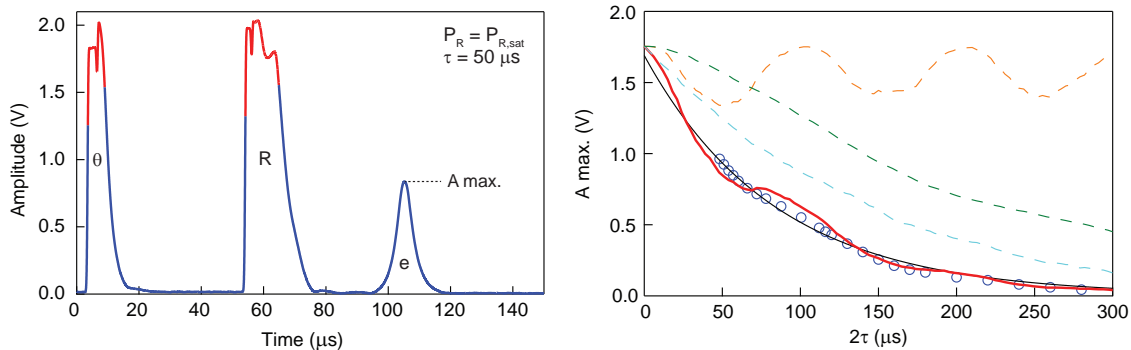 2.0
1.5
1.0
0.5
0.0
Amplitude (V)
θ
R
e
A max.
P_R = P_R,sat
τ = 50 μs
0 20 40 60 80 100 120 140
Time (μs)
2.0
1.5
1.0
0.5
0.0
A max. (V)
0 50 100 150 200 250 300
2τ (μs)